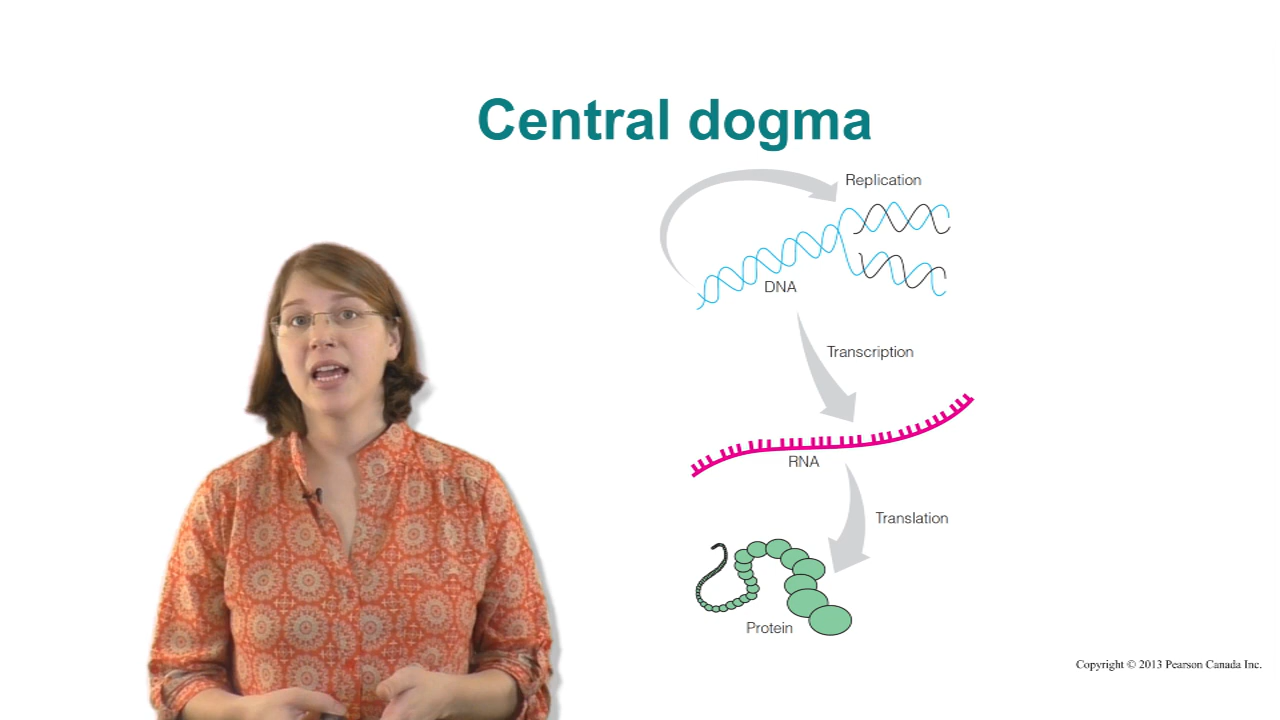 Central dogma
Replication
DNA
Transcription
RNA
Translation
Protein
Copyright © 2013 Pearson Canada Inc.